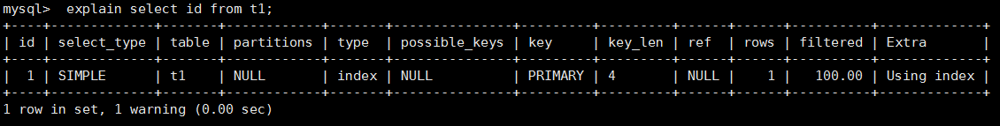 mysql>  explain select id from t1;
+----+-------------+-------+------------+-------+---------------+---------+---------+------+------+----------+-------------+
| id | select_type | table | partitions | type  | possible_keys | key     | key_len | ref  | rows | filtered | Extra       |
+----+-------------+-------+------------+-------+---------------+---------+---------+------+------+----------+-------------+
|  1 | SIMPLE      | t1    | NULL       | index | NULL          | PRIMARY | 4       | NULL |    1 |   100.00 | Using index |
+----+-------------+-------+------------+-------+---------------+---------+---------+------+------+----------+-------------+
1 row in set, 1 warning (0.00 sec)